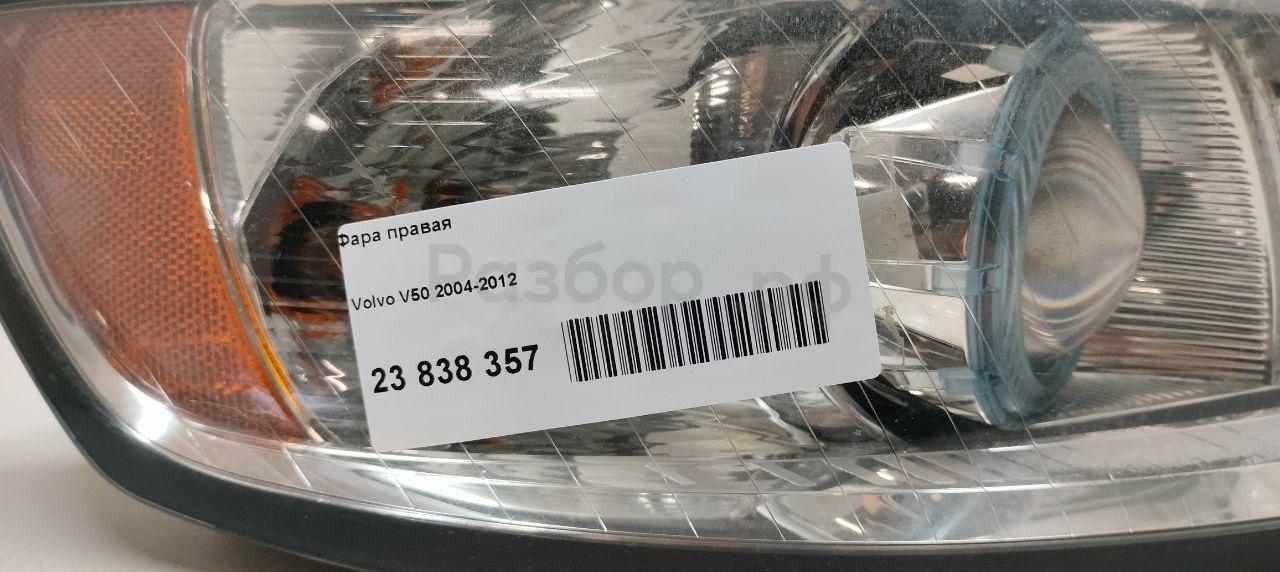 Фара правая
Разбор.рф
Volvo V50 2004-2012
23 838 357